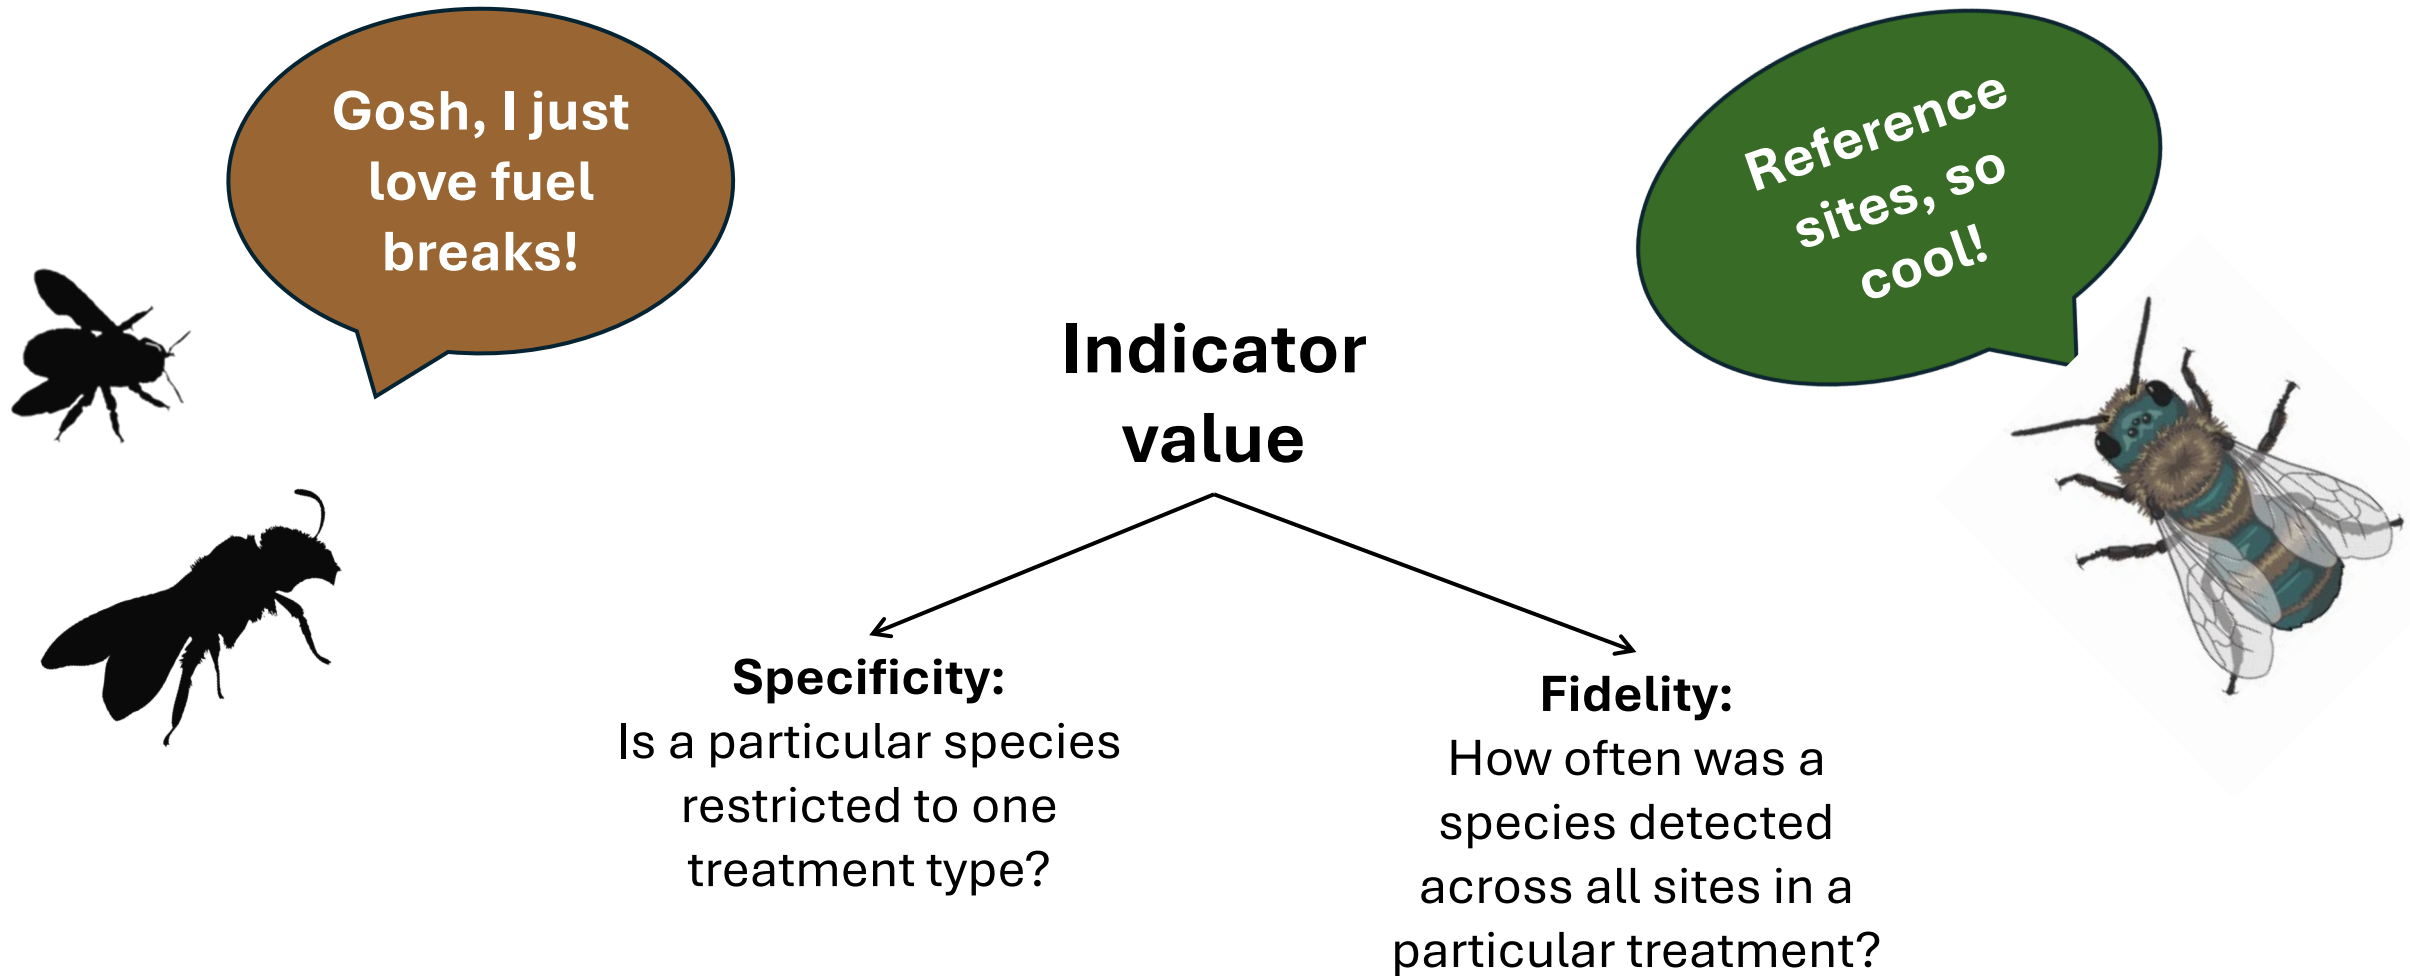 Gosh, I just
love fuel
breaks!
Reference
sites, so
cool!
Indicator
value
Specificity:
Is a particular species
restricted to one
treatment type?
Fidelity:
How often was a
species detected
across all sites in a
particular treatment?